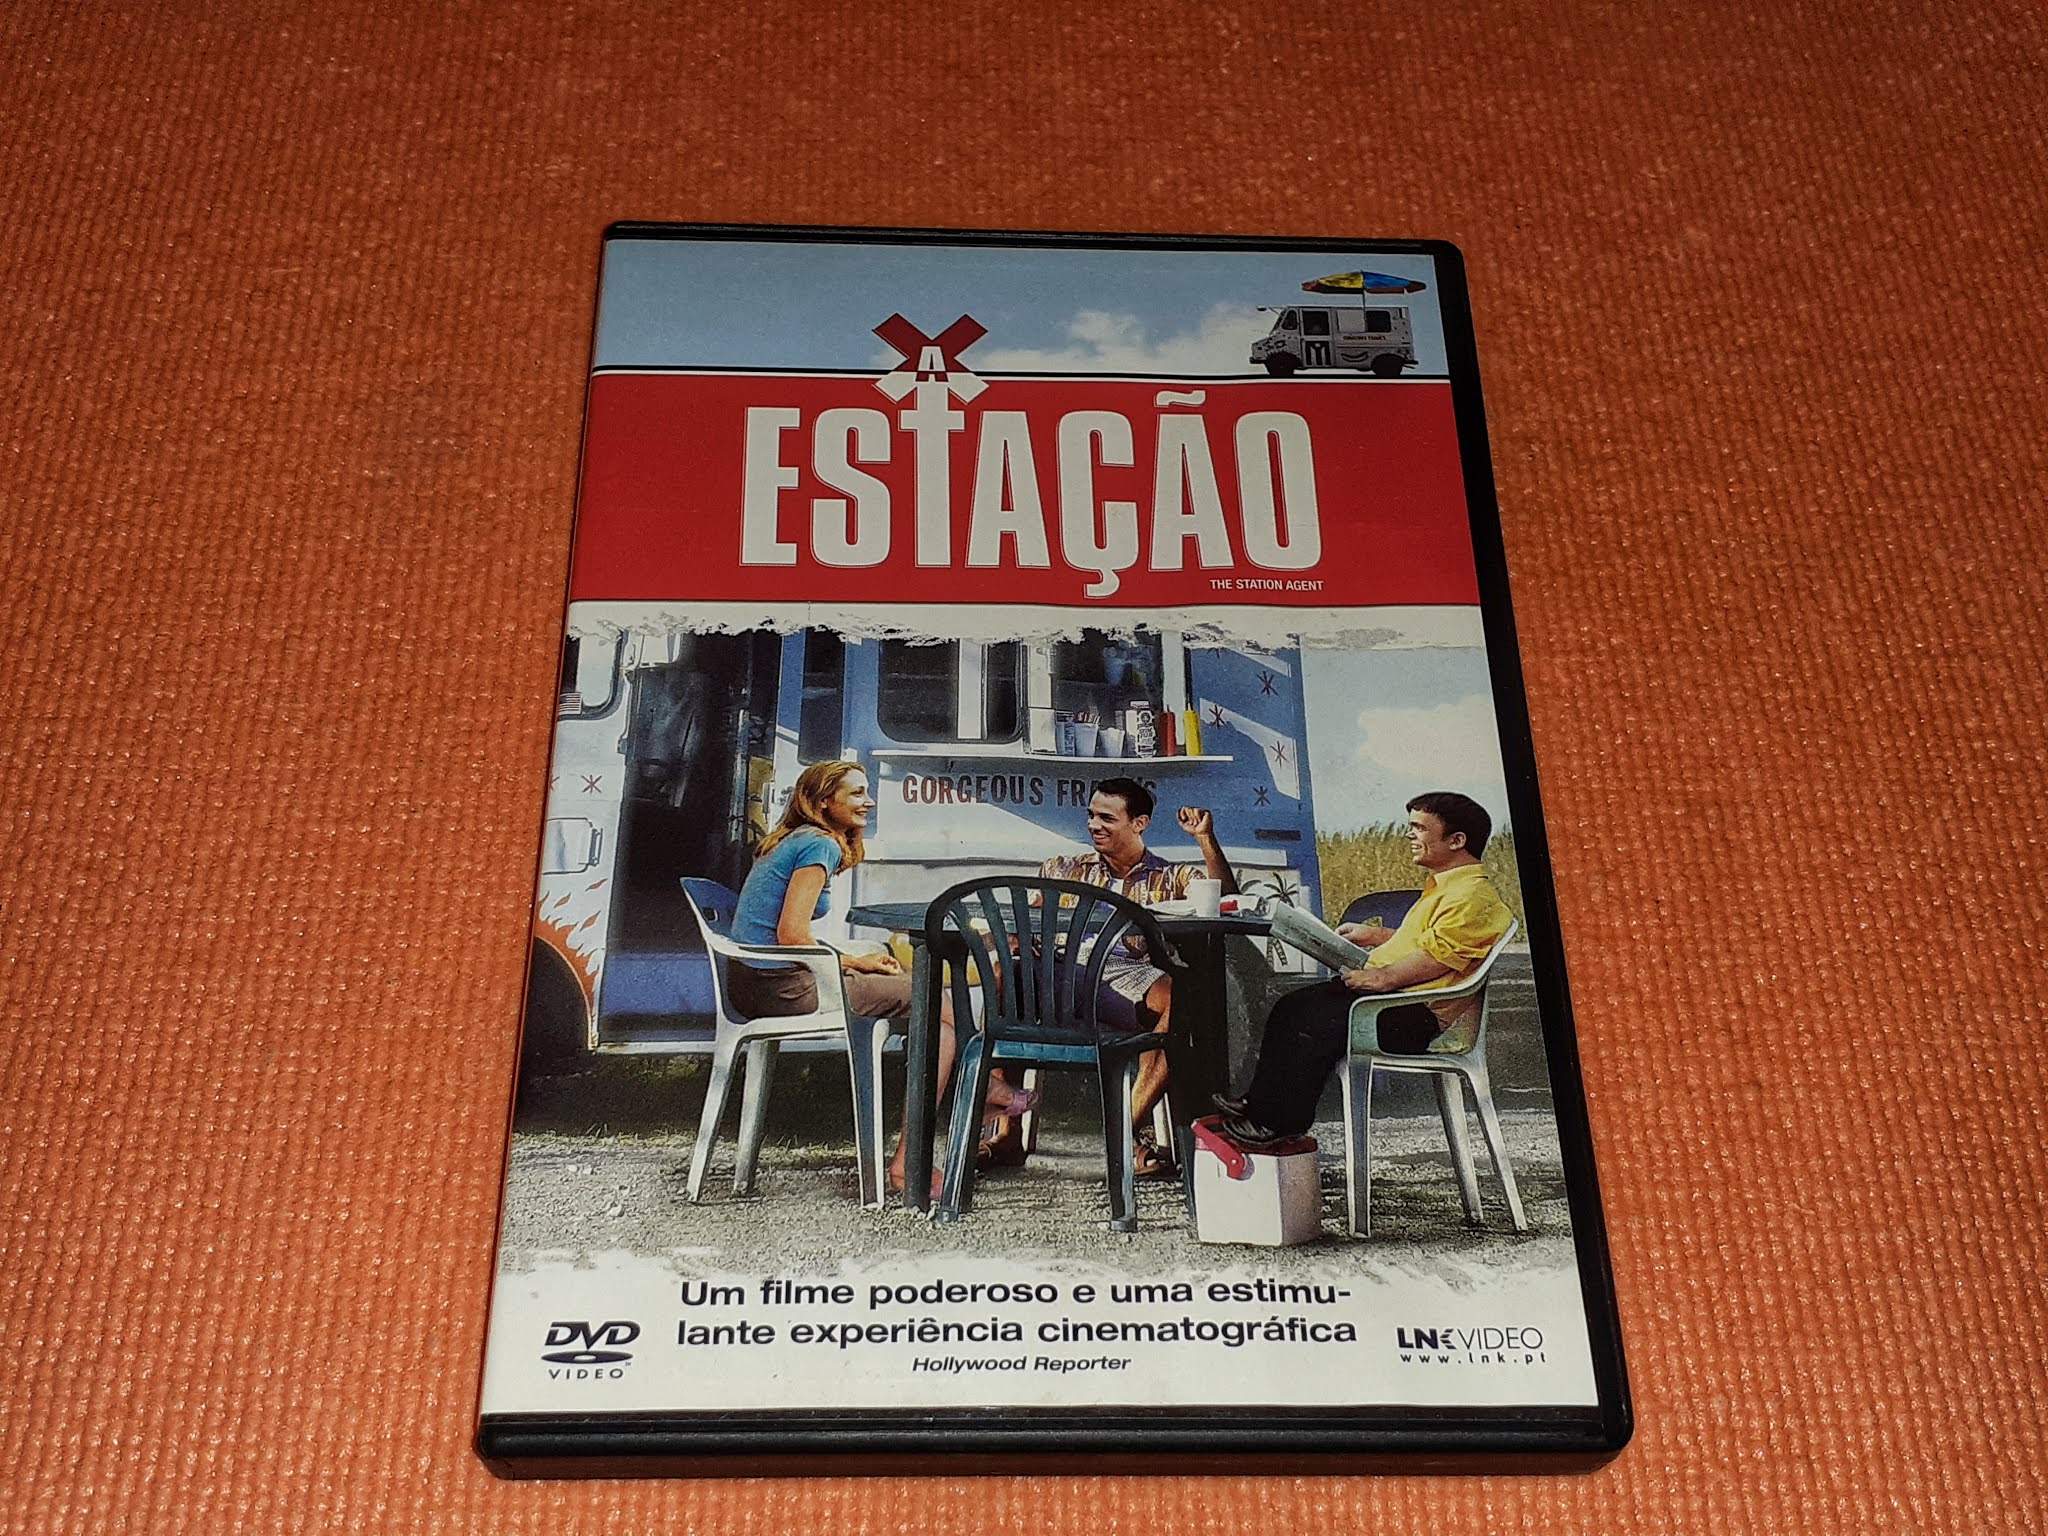 A
ESTAÇÃO
THE STATION AGENT
GORGEOUS
Um filme poderoso e uma estimu-
lante experiência cinematográfica
Hollywood Reporter
DVD
VIDEO
LNK VIDEO
www.lnk.pt